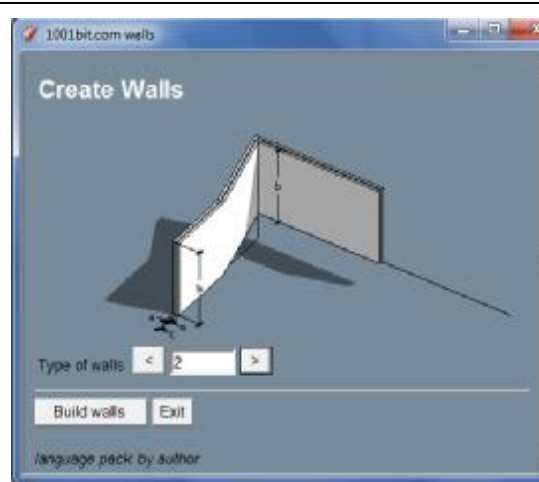 1001bit.com walls
Create Walls
b
Type of walls < 2 >
Build walls Exit
language pack by author